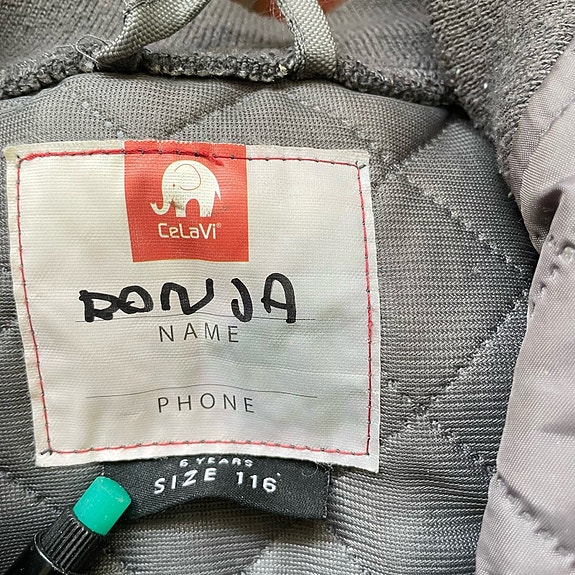 CeLaVi®
RONJA
NAME
PHONE
6 YEARS
SIZE 116